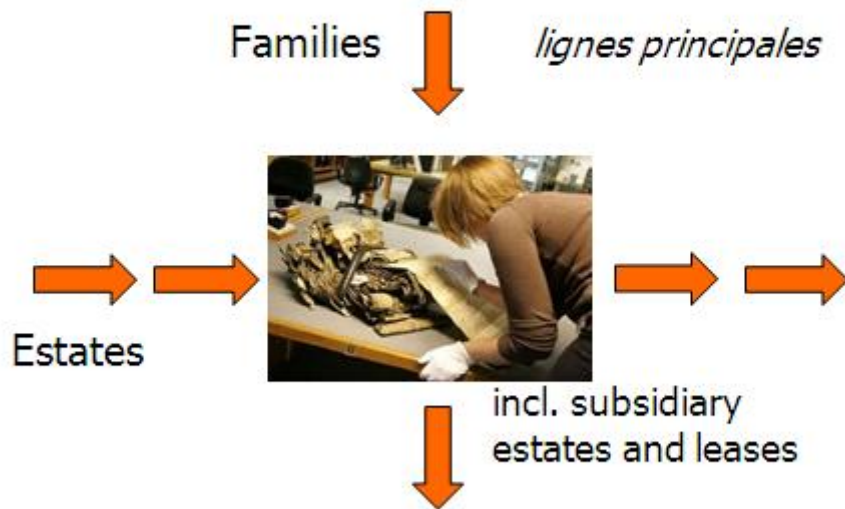 Families
lignes principales
Estates
incl. subsidiary
estates and leases